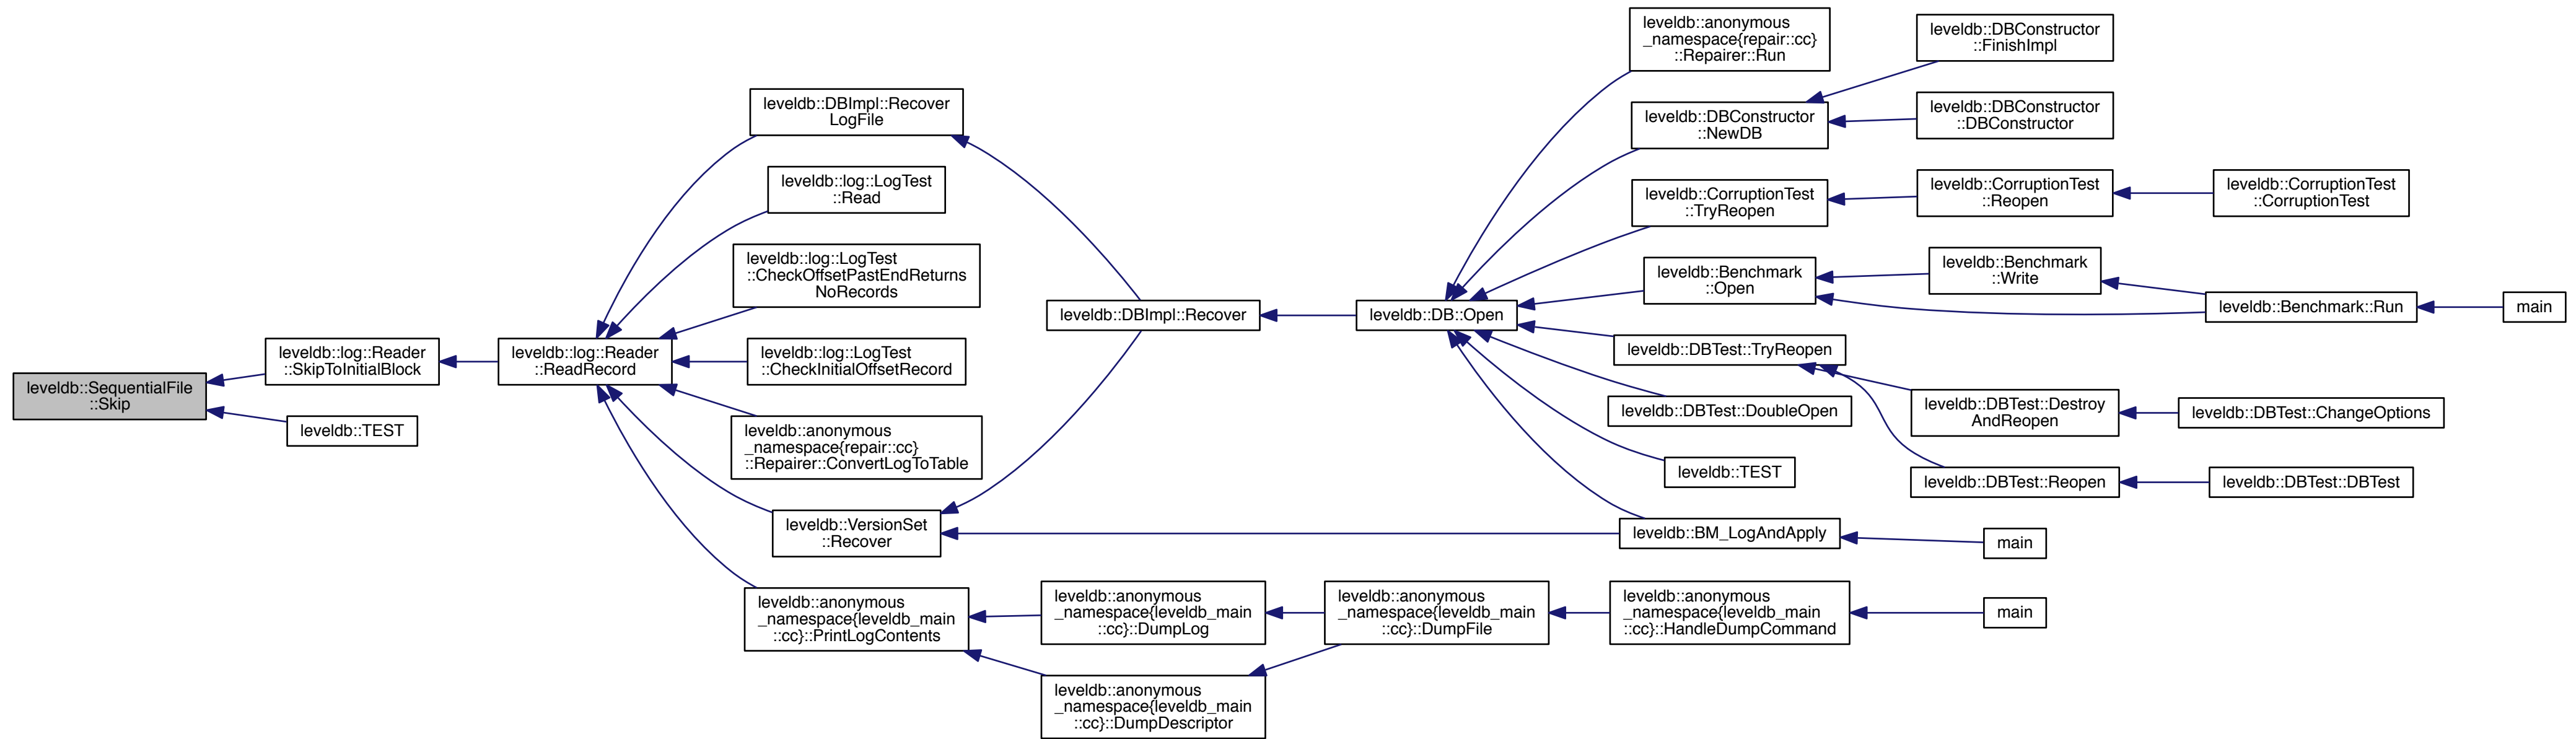 leveldb::SequentialFile
::Skip
leveldb::log::Reader
::SkipToInitialBlock
leveldb::TEST
leveldb::log::Reader
::ReadRecord
leveldb::DBImpl::Recover
LogFile
leveldb::log::LogTest
::Read
leveldb::log::LogTest
::CheckOffsetPastEndReturns
NoRecords
leveldb::log::LogTest
::CheckInitialOffsetRecord
leveldb::anonymous
_namespace{repair::cc}
::Repairer::ConvertLogToTable
leveldb::VersionSet
::Recover
leveldb::anonymous
_namespace{leveldb_main
::cc}::PrintLogContents
leveldb::DBImpl::Recover
leveldb::anonymous
_namespace{leveldb_main
::cc}::DumpLog
leveldb::anonymous
_namespace{leveldb_main
::cc}::DumpDescriptor
leveldb::DB::Open
leveldb::anonymous
_namespace{leveldb_main
::cc}::DumpFile
leveldb::anonymous
_namespace{repair::cc}
::Repairer::Run
leveldb::DBConstructor
::NewDB
leveldb::CorruptionTest
::TryReopen
leveldb::Benchmark
::Open
leveldb::DBTest::TryReopen
leveldb::DBTest::DoubleOpen
leveldb::TEST
leveldb::BM_LogAndApply
leveldb::anonymous
_namespace{leveldb_main
::cc}::HandleDumpCommand
leveldb::DBConstructor
::FinishImpl
leveldb::DBConstructor
::DBConstructor
leveldb::CorruptionTest
::Reopen
leveldb::Benchmark
::Write
leveldb::DBTest::Destroy
AndReopen
leveldb::DBTest::Reopen
main
main
leveldb::CorruptionTest
::CorruptionTest
leveldb::Benchmark::Run
leveldb::DBTest::ChangeOptions
leveldb::DBTest::DBTest
main